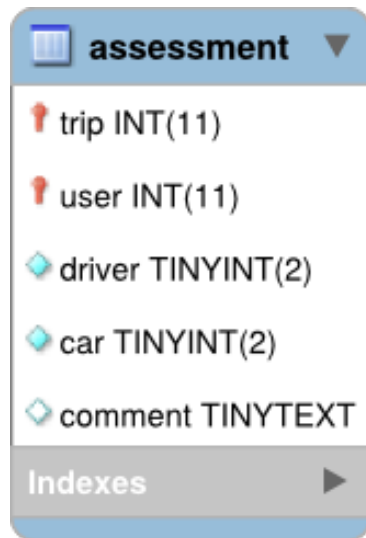 assessment
trip INT(11)
user INT(11)
driver TINYINT(2)
car TINYINT(2)
comment TINYTEXT
Indexes